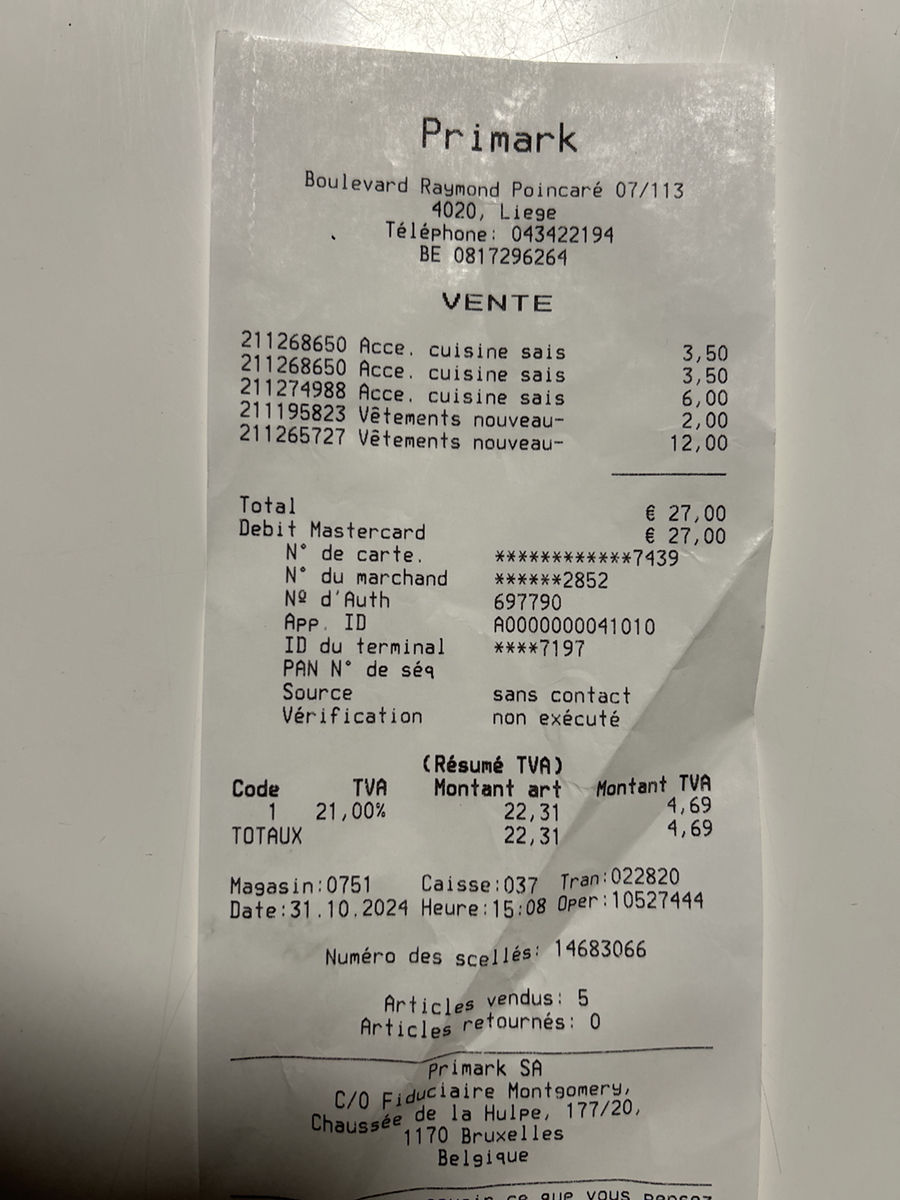 Primark
Boulevard Raymond Poincaré 07/113
4020, Liege
Téléphone: 043422194
BE 0817296264
VENTE
211268650 Acce. cuisine sais 3,50
211268650 Acce. cuisine sais 3,50
211274988 Acce. cuisine sais 6,00
211195823 Vêtements nouveau- 2,00
211265727 Vêtements nouveau- 12,00
Total € 27,00
Debit Mastercard € 27,00
N° de carte. ************7439
N° du marchand ******2852
Nº d'Auth 697790
App. ID A0000000041010
ID du terminal ****7197
PAN N° de séq
Source sans contact
Vérification non exécuté
(Résumé TVA)
Code TVA Montant art Montant TVA
1 21,00% 22,31 4,69
TOTAUX 22,31 4,69
Magasin:0751 Caisse:037 Tran:022820
Date:31.10.2024 Heure:15:08 Oper:10527444
Numéro des scellés: 14683066
Articles vendus: 5
Articles retournés: 0
Primark SA
C/O Fiduciaire Montgomery,
Chaussée de la Hulpe, 177/20,
1170 Bruxelles
Belgique
ce que vous pensez